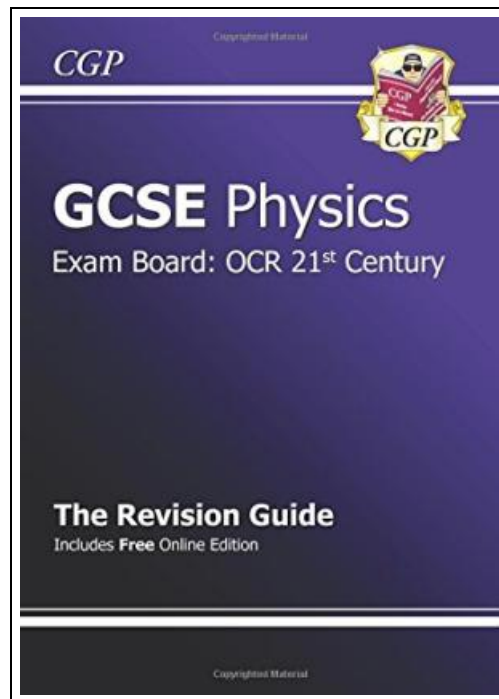 Copyrighted Material
CGP
CGP
CGP
GCSE Physics
Exam Board: OCR 21st Century
The Revision Guide
Includes Free Online Edition
Copyrighted Material